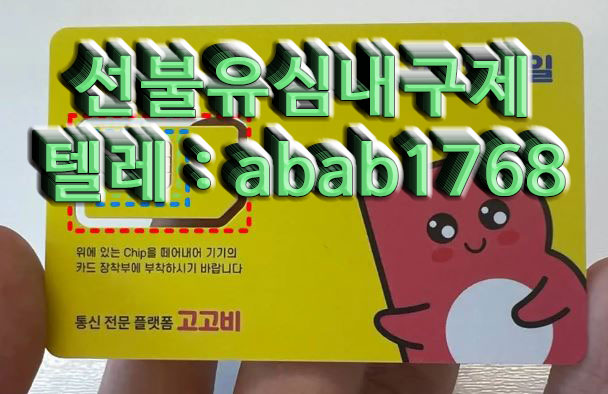 선불유심내구제
일
텔레 : abab1768
위에 있는 Chip을 떼어내어 기기의
카드 장착부에 부착하시기 바랍니다
통신 전문 플랫폼 고고비